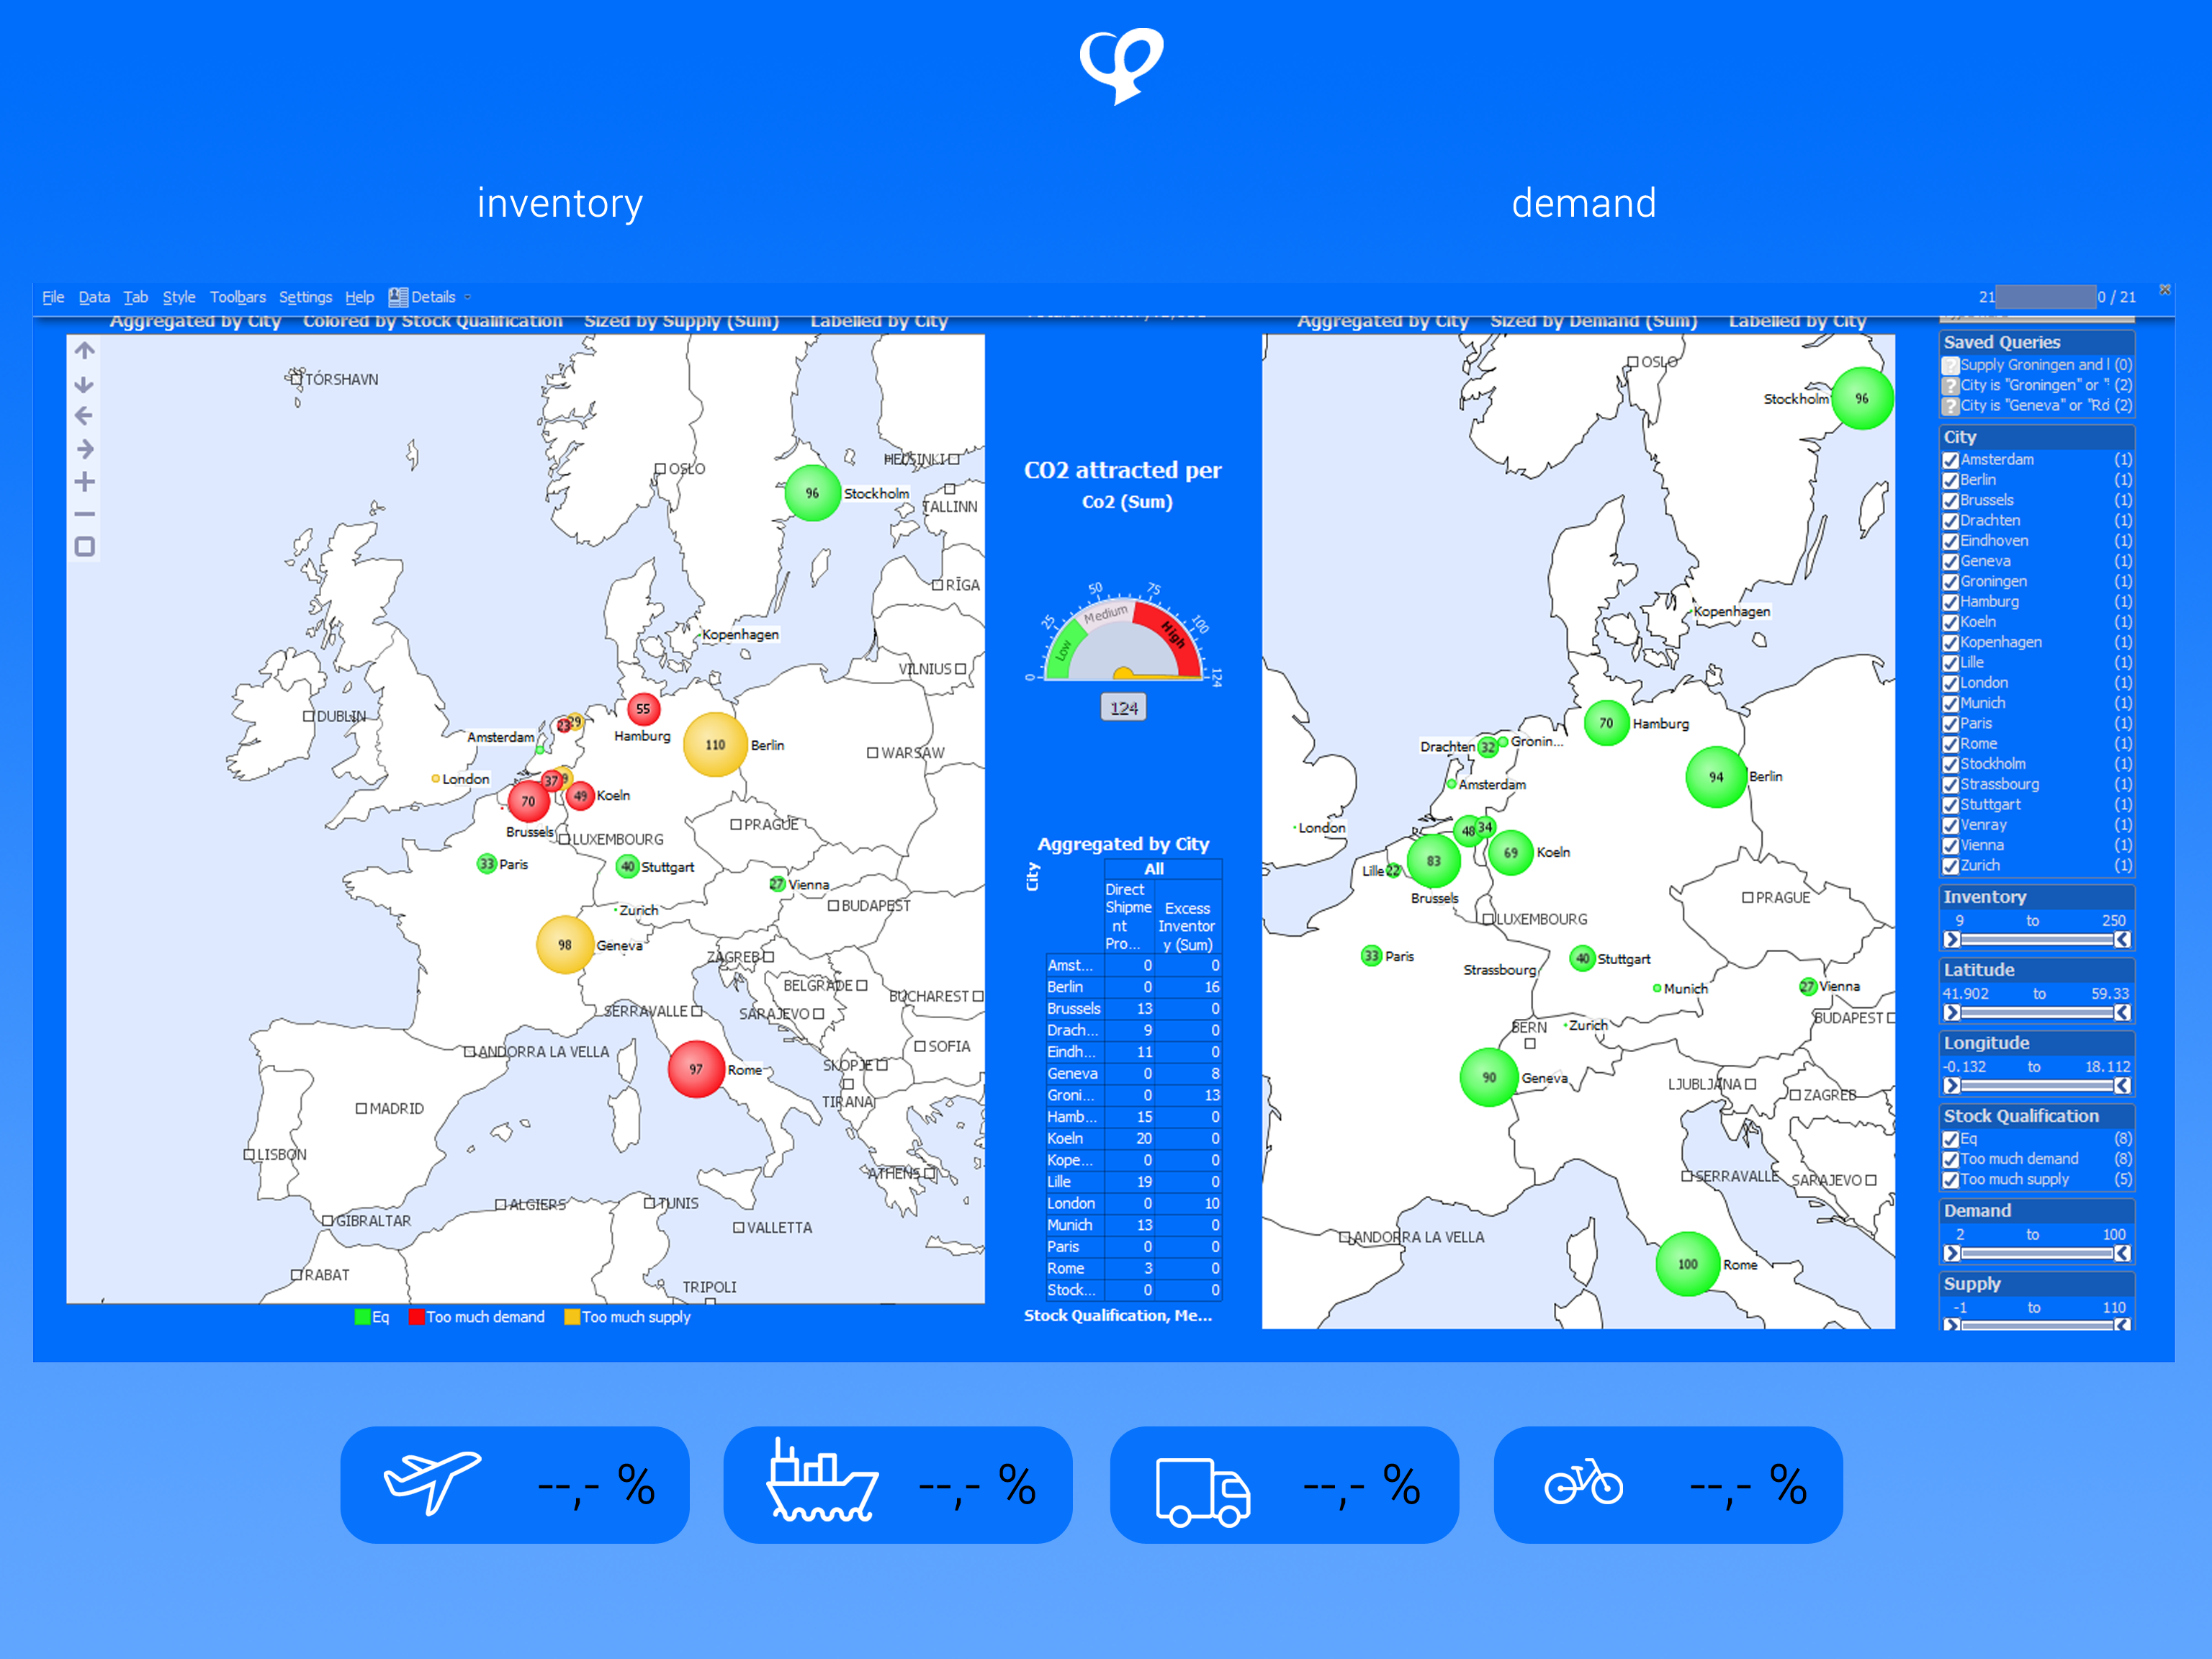 inventory
demand
File Data Tab Style Toolbars Settings Help Details
21 0 / 21
Aggregated by City Colored by Stock Qualification Sized by Supply (Sum) Labelled by City
TÓRSHAVN
HELSINKI
OSLO
96 Stockholm
TALLINN
RĪGA
Kopenhagen
VILNIUS
DUBLIN
55
Hamburg
23 29
Amsterdam
110 Berlin
WARSAW
London
37
70
49 Koeln
Brussels
PRAGUE
LUXEMBOURG
33 Paris
40 Stuttgart
27 Vienna
BUDAPEST
Zurich
98 Geneva
ZAGREB
BELGRADE
BUCHAREST
SERRAVALLE
SARAJEVO
SOFIA
ANDORRA LA VELLA
SKOPJE
97 Rome
TIRANA
MADRID
LISBON
ATHENS
ALGIERS
TUNIS
GIBRALTAR
VALLETTA
RABAT
TRIPOLI
Eq Too much demand Too much supply
CO2 attracted per
Co2 (Sum)
0 25 50 75 100 124
Low Medium High
124
Aggregated by City
City
All
Direct Shipme nt Pro...
Excess Inventor y (Sum)
Amst... 0 0
Berlin 0 16
Brussels 13 0
Drach... 9 0
Eindh... 11 0
Geneva 0 8
Groni... 0 13
Hamb... 15 0
Koeln 20 0
Kope... 0 0
Lille 19 0
London 0 10
Munich 13 0
Paris 0 0
Rome 3 0
Stock... 0 0
Stock Qualification, Me...
Aggregated by City Sized by Demand (Sum) Labelled by City
OSLO
Stockholm 96
Kopenhagen
70 Hamburg
Drachten 32 Gronin...
Amsterdam
94 Berlin
London
48 34
83
69 Koeln
Lille 22
Brussels
PRAGUE
LUXEMBOURG
33 Paris
40 Stuttgart
Strassbourg
Munich
27 Vienna
BUDAPEST
BERN
Zurich
90 Geneva
LJUBLJANA
ZAGREB
SERRAVALLE
SARAJEVO
ANDORRA LA VELLA
100 Rome
Saved Queries
Supply Groningen and (0)
City is "Groningen" or (2)
City is "Geneva" or "Ro (2)
City
Amsterdam (1)
Berlin (1)
Brussels (1)
Drachten (1)
Eindhoven (1)
Geneva (1)
Groningen (1)
Hamburg (1)
Koeln (1)
Kopenhagen (1)
Lille (1)
London (1)
Munich (1)
Paris (1)
Rome (1)
Stockholm (1)
Strassbourg (1)
Stuttgart (1)
Venray (1)
Vienna (1)
Zurich (1)
Inventory
9 to 250
Latitude
41.902 to 59.33
Longitude
-0.132 to 18.112
Stock Qualification
Eq (8)
Too much demand (8)
Too much supply (5)
Demand
2 to 100
Supply
-1 to 110
--,- % --,- % --,- % --,- %